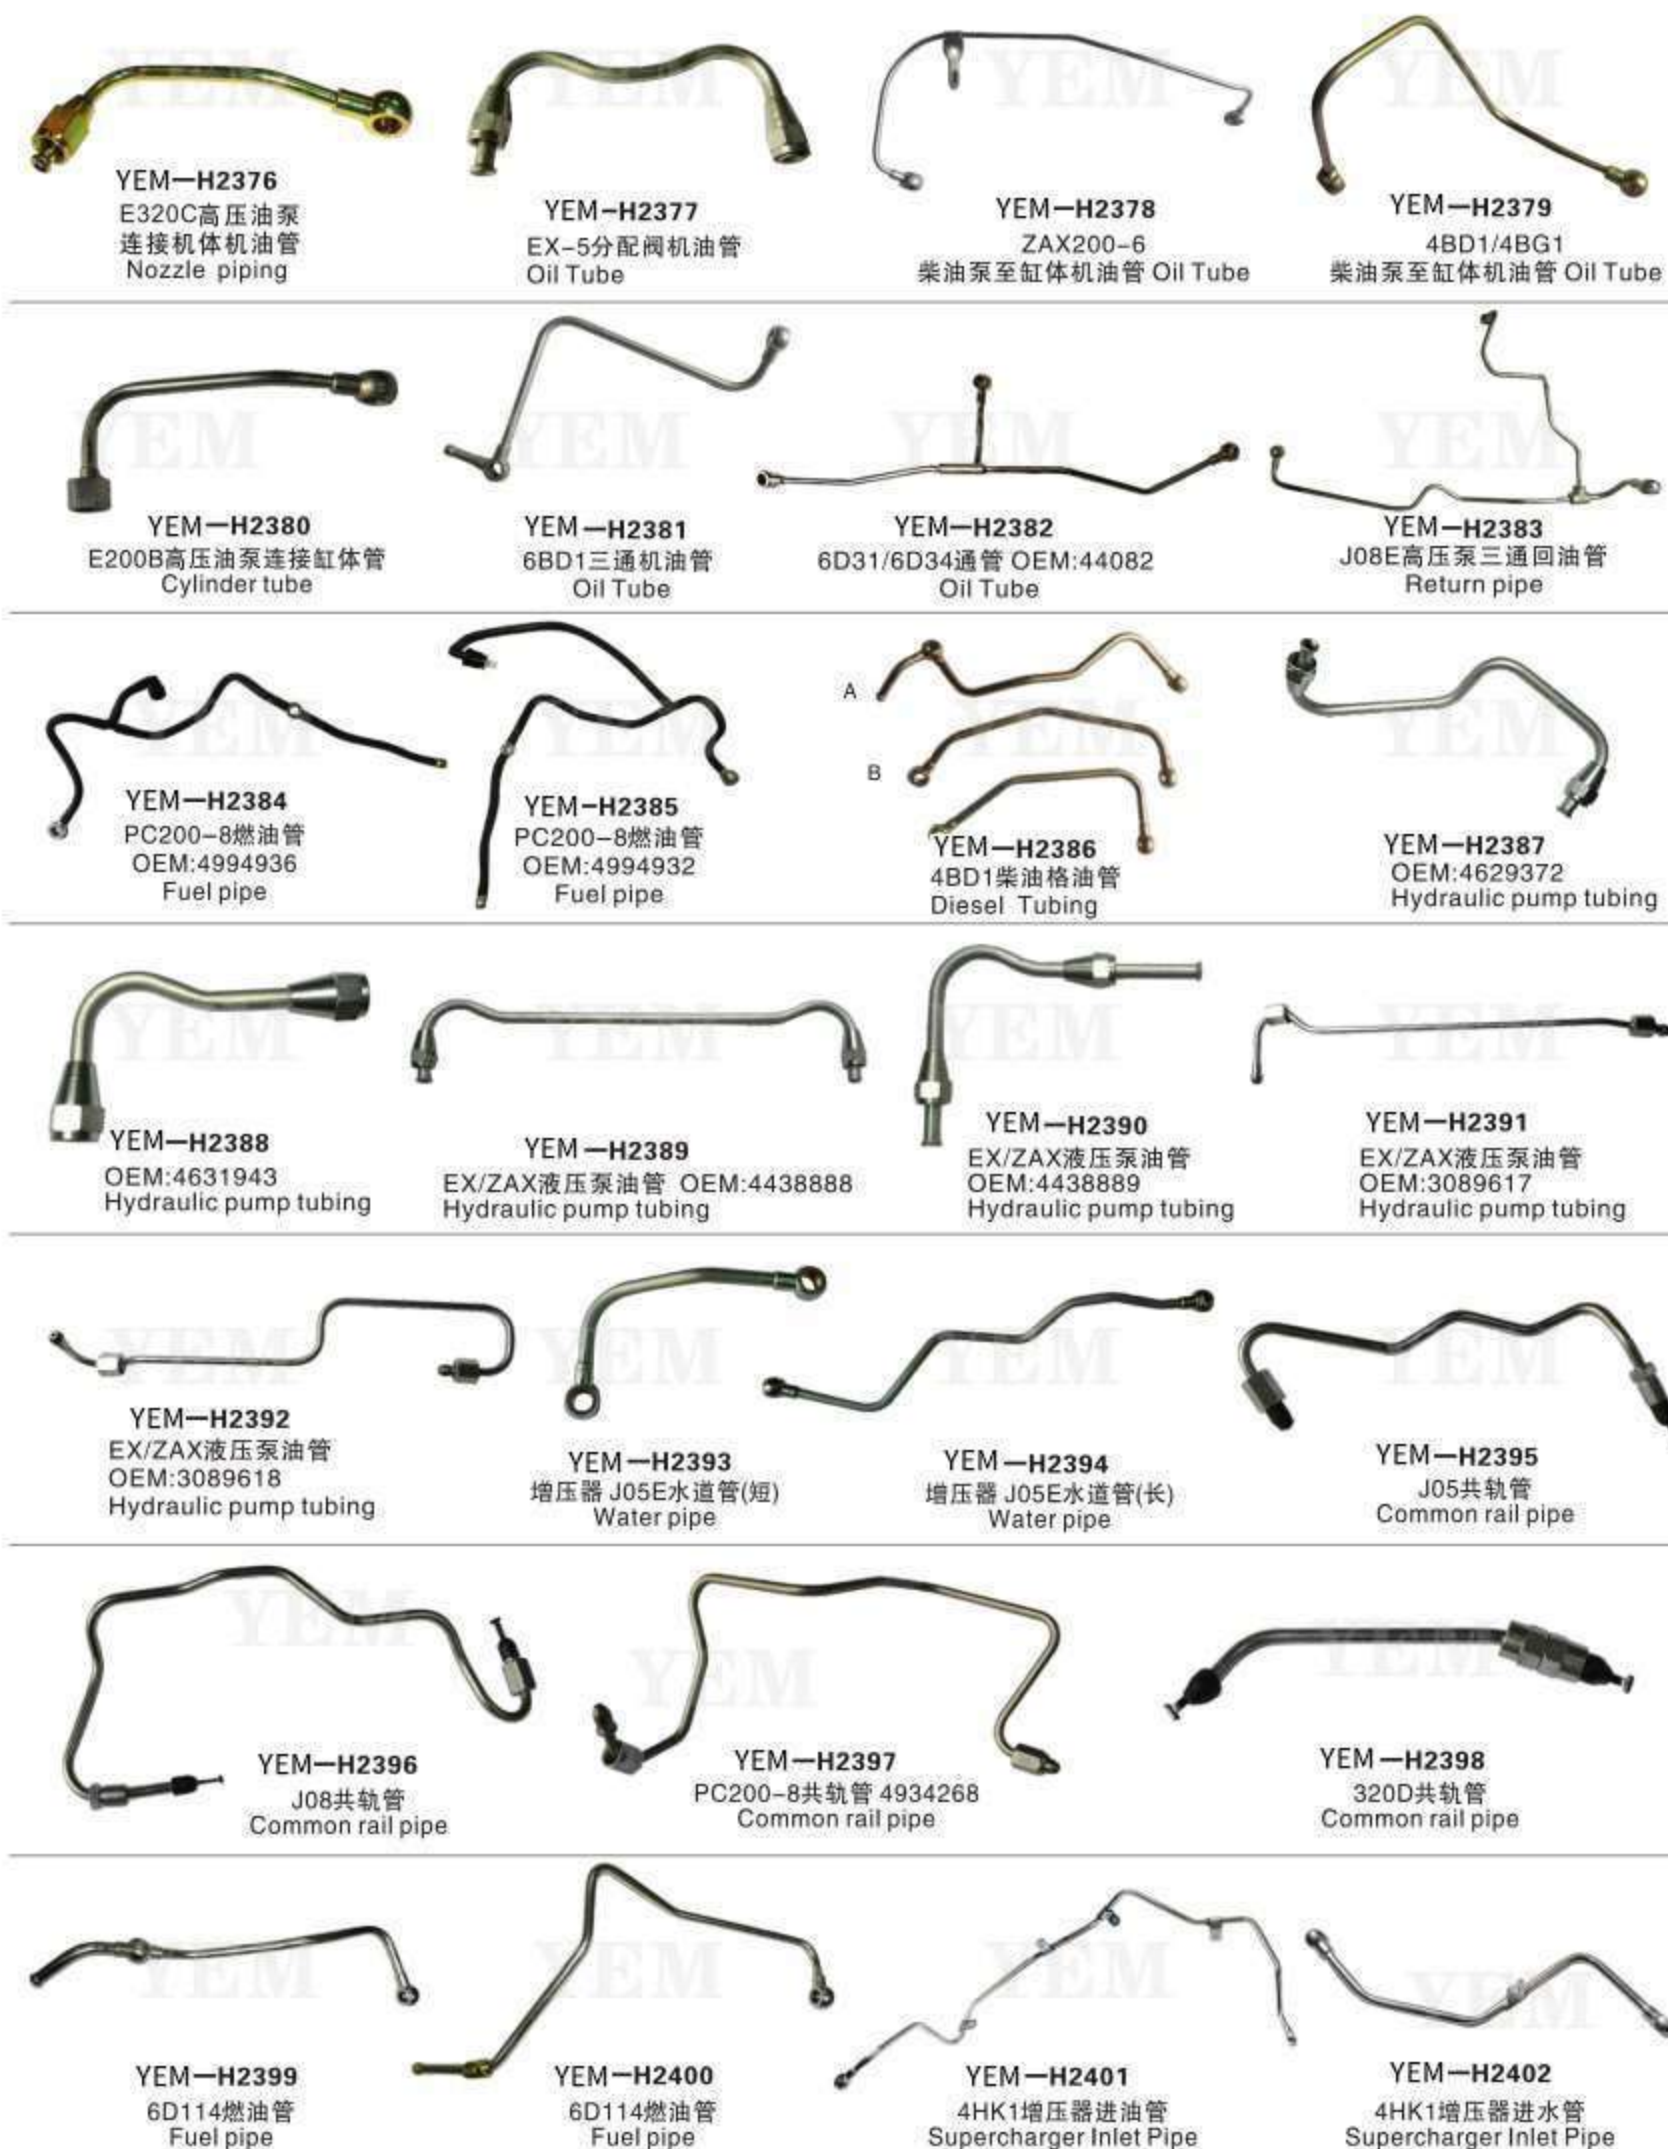 YEM—H2376
E320C高压油泵
连接机体机油管
Nozzle piping
YEM—H2377
EX-5分配阀机油管
Oil Tube
YEM—H2378
ZAX200-6
柴油泵至缸体机油管 Oil Tube
YEM—H2379
4BD1/4BG1
柴油泵至缸体机油管 Oil Tube
YEM—H2380
E200B高压油泵连接缸体管
Cylinder tube
YEM—H2381
6BD1三通机油管
Oil Tube
YEM—H2382
6D31/6D34通管 OEM:44082
Oil Tube
YEM—H2383
J08E高压泵三通回油管
Return pipe
YEM—H2384
PC200-8燃油管
OEM:4994936
Fuel pipe
YEM—H2385
PC200-8燃油管
OEM:4994932
Fuel pipe
A
B
YEM—H2386
4BD1柴油格油管
Diesel Tubing
YEM—H2387
OEM:4629372
Hydraulic pump tubing
YEM—H2388
OEM:4631943
Hydraulic pump tubing
YEM—H2389
EX/ZAX液压泵油管 OEM:4438888
Hydraulic pump tubing
YEM—H2390
EX/ZAX液压泵油管
OEM:4438889
Hydraulic pump tubing
YEM—H2391
EX/ZAX液压泵油管
OEM:3089617
Hydraulic pump tubing
YEM—H2392
EX/ZAX液压泵油管
OEM:3089618
Hydraulic pump tubing
YEM—H2393
增压器 J05E水道管(短)
Water pipe
YEM—H2394
增压器 J05E水道管(长)
Water pipe
YEM—H2395
J05共轨管
Common rail pipe
YEM—H2396
J08共轨管
Common rail pipe
YEM—H2397
PC200-8共轨管 4934268
Common rail pipe
YEM—H2398
320D共轨管
Common rail pipe
YEM—H2399
6D114燃油管
Fuel pipe
YEM—H2400
6D114燃油管
Fuel pipe
YEM—H2401
4HK1增压器进油管
Supercharger Inlet Pipe
YEM—H2402
4HK1增压器进水管
Supercharger Inlet Pipe